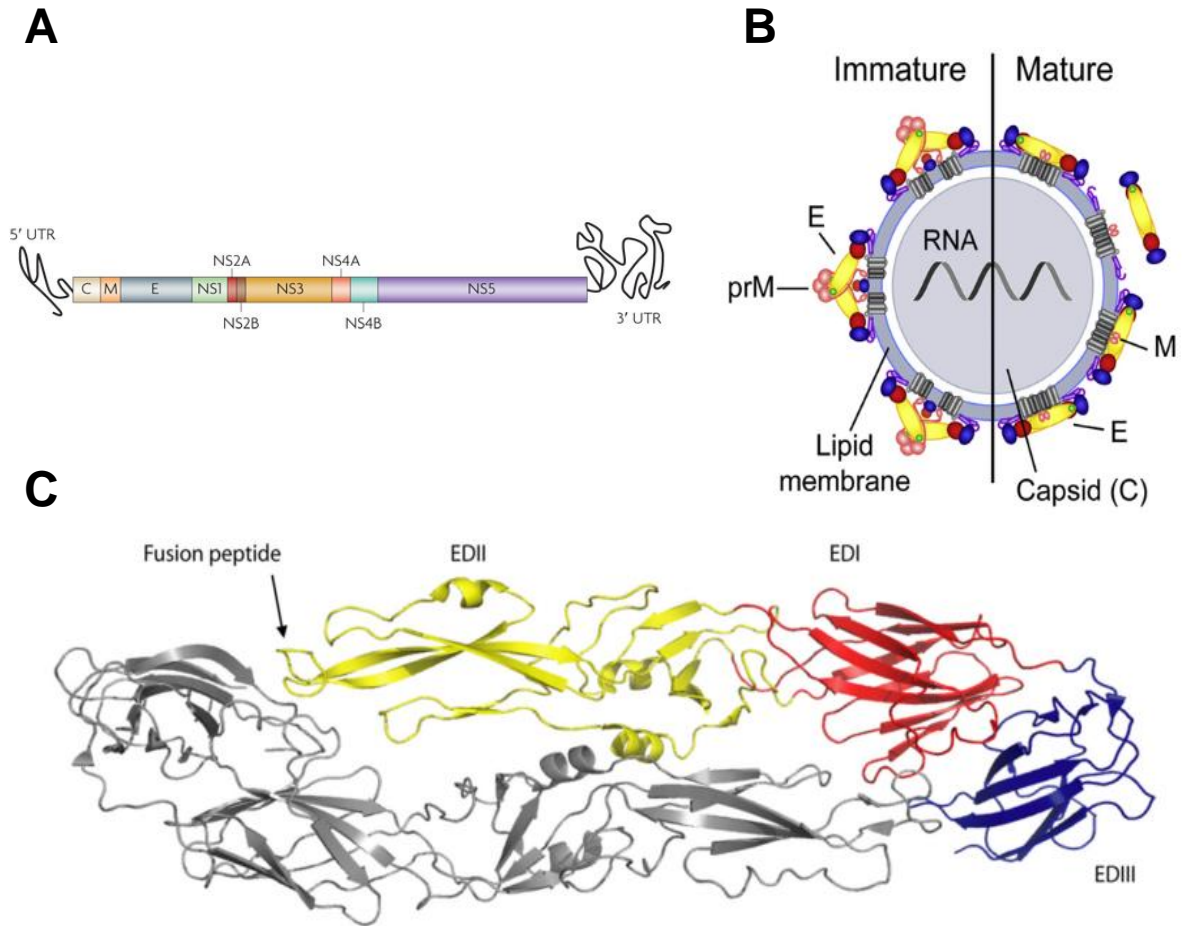 A
5′ UTR
NS2A
NS4A
C
M
E
NS1
NS3
NS5
NS2B
NS4B
3′ UTR
B
Immature
Mature
E
RNA
prM
M
E
Lipid
membrane
Capsid (C)
C
Fusion peptide
EDII
EDI
EDIII